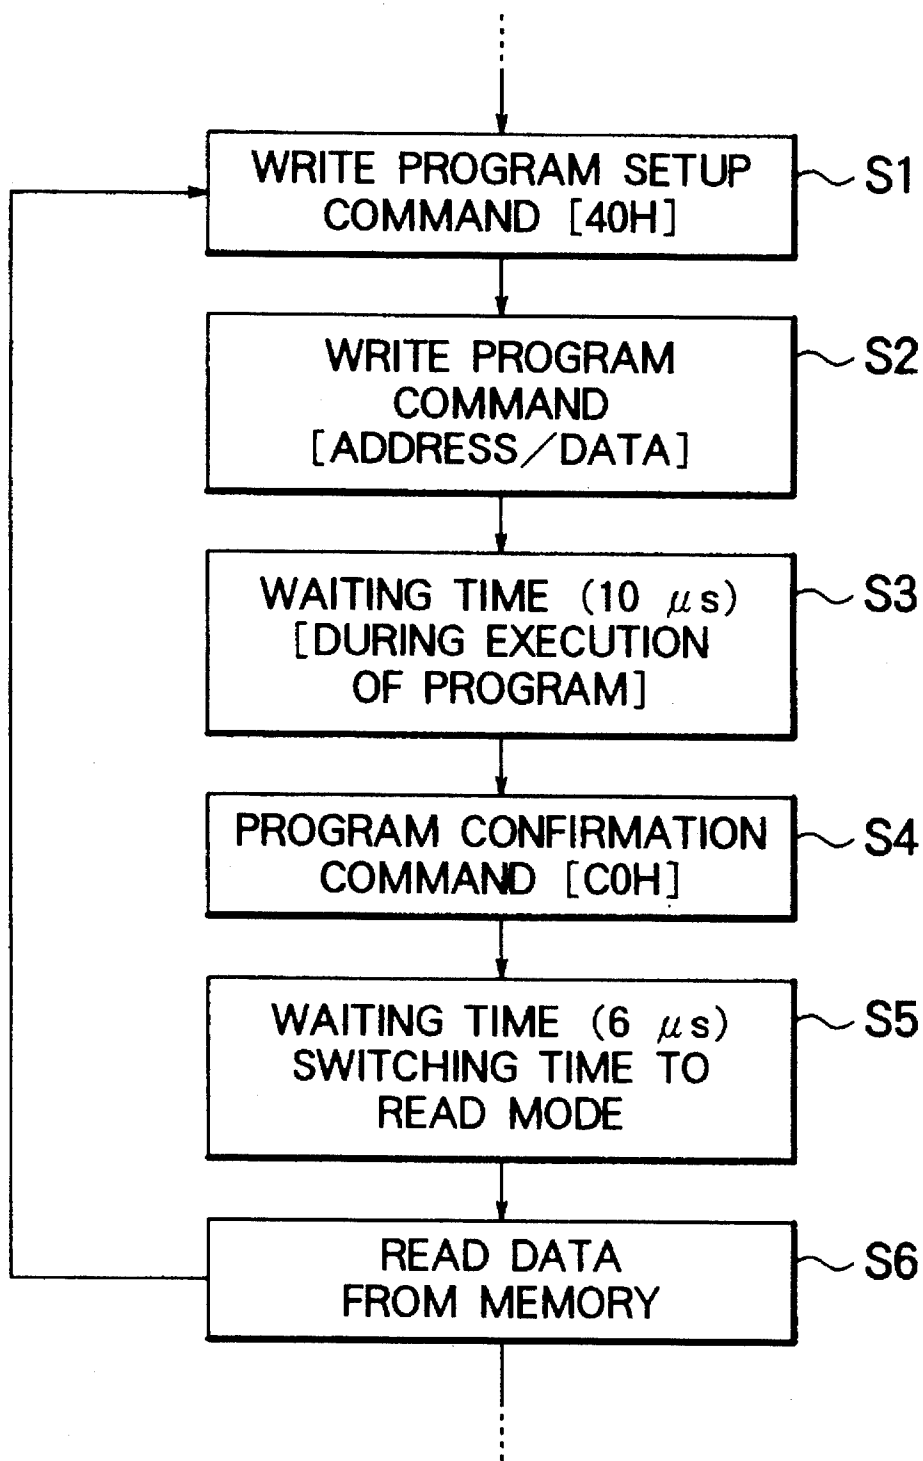 WRITE PROGRAM SETUP
COMMAND [40H]
S1
WRITE PROGRAM
COMMAND
[ADDRESS/DATA]
S2
WAITING TIME (10 μs)
[DURING EXECUTION
OF PROGRAM]
S3
PROGRAM CONFIRMATION
COMMAND [C0H]
S4
WAITING TIME (6 μs)
SWITCHING TIME TO
READ MODE
S5
READ DATA
FROM MEMORY
S6